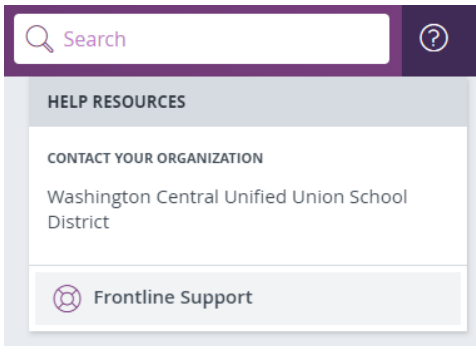 Search
?
HELP RESOURCES
CONTACT YOUR ORGANIZATION
Washington Central Unified Union School
District
Frontline Support